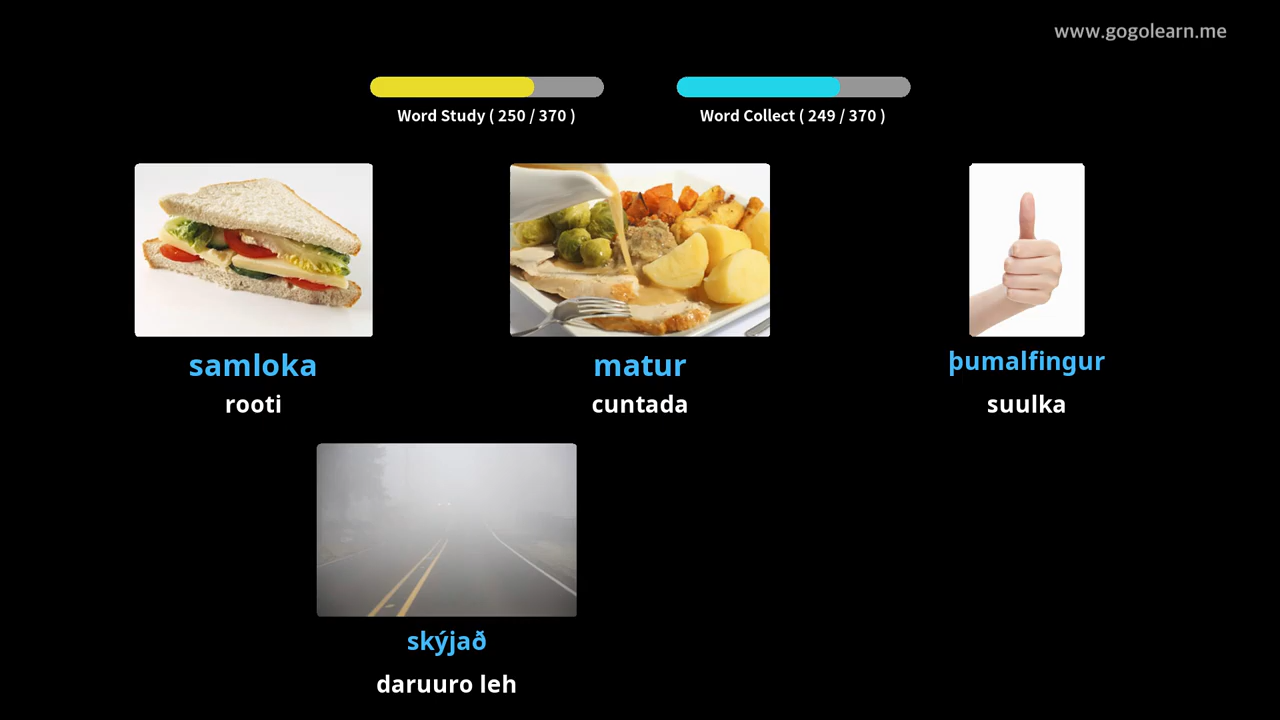 www.gogolearn.me
Word Study ( 250 / 370 )
Word Collect ( 249 / 370 )
samloka
matur
þumalfingur
rooti
cuntada
suulka
skýjað
daruuro leh